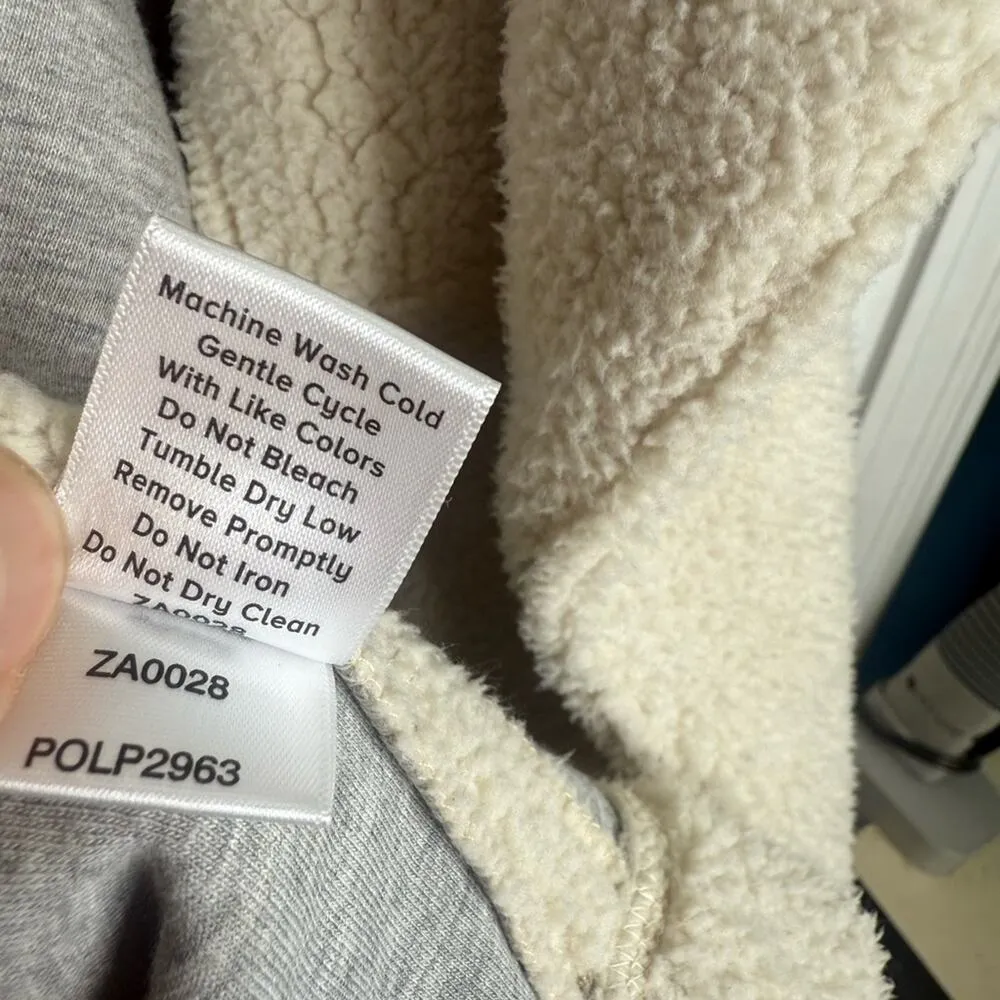 Machine Wash Cold
Gentle Cycle
With Like Colors
Do Not Bleach
Tumble Dry Low
Remove Promptly
Do Not Iron
Do Not Dry Clean
ZA0028
ZA0028
POLP2963